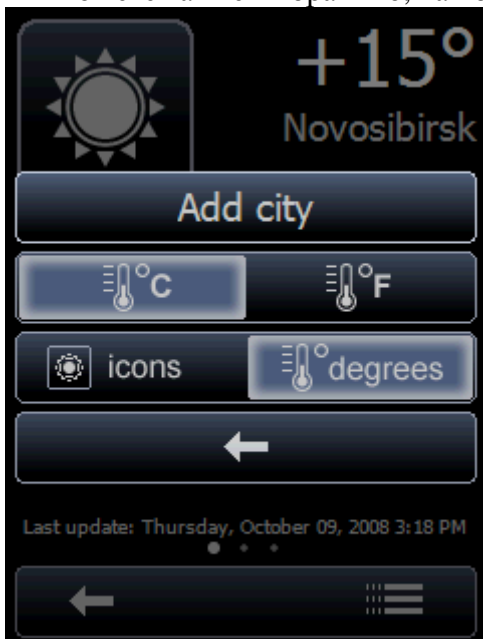 +15°
Novosibirsk
Add city
°C °F
icons °degrees
Last update: Thursday, October 09, 2008 3:18 PM